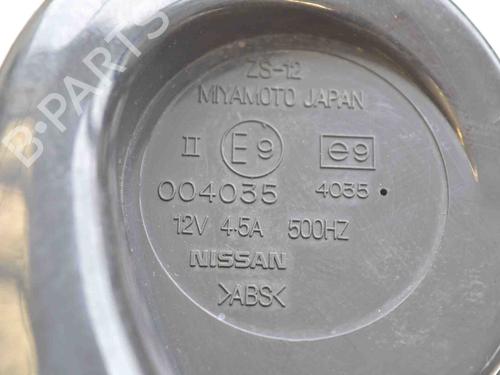 B-PARTS
ZS-12
MIYAMOTO JAPAN
II E9 e9
004035 4035
12V 4.5A 500HZ
NISSAN
>ABS<